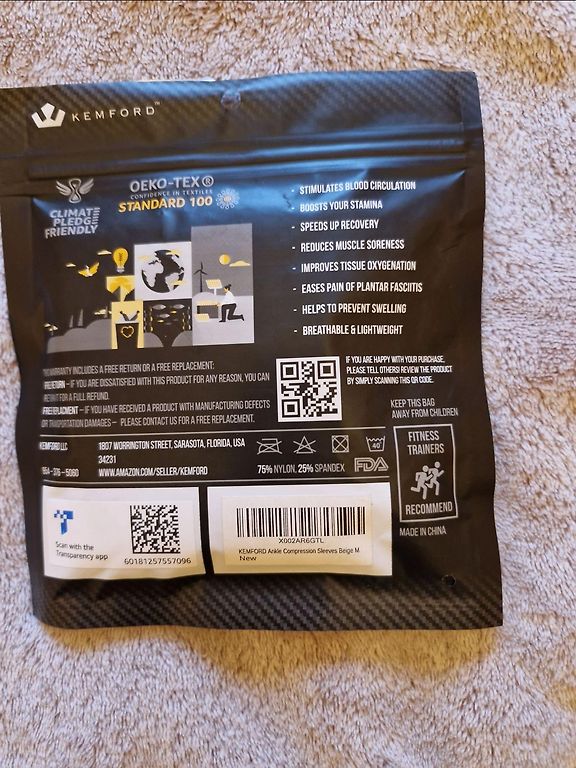 KEMFORD™
CLIMATE
PLEDGE
FRIENDLY
OEKO-TEX®
CONFIDENCE IN TEXTILES
STANDARD 100
- STIMULATES BLOOD CIRCULATION
- BOOSTS YOUR STAMINA
- SPEEDS UP RECOVERY
- REDUCES MUSCLE SORENESS
- IMPROVES TISSUE OXYGENATION
- EASES PAIN OF PLANTAR FASCIITIS
- HELPS TO PREVENT SWELLING
- BREATHABLE & LIGHTWEIGHT
WARRANTY INCLUDES A FREE RETURN OR A FREE REPLACEMENT:
RETURN – IF YOU ARE DISSATISFIED WITH THIS PRODUCT FOR ANY REASON, YOU CAN
FOR A FULL REFUND.
– IF YOU HAVE RECEIVED A PRODUCT WITH MANUFACTURING DEFECTS
OR TRANSPORTATION DAMAGES – PLEASE CONTACT US FOR A FREE REPLACEMENT.
IF YOU ARE HAPPY WITH YOUR PURCHASE,
PLEASE TELL OTHERS! REVIEW THE PRODUCT
BY SIMPLY SCANNING THIS QR CODE.
KEEP THIS BAG
AWAY FROM CHILDREN
KEMFORD LLC
1807 WORRINGTON STREET, SARASOTA, FLORIDA, USA
34231
WWW.AMAZON.COM/SELLER/KEMFORD
40
75% NYLON, 25% SPANDEX
FDA
FITNESS
TRAINERS
RECOMMEND
MADE IN CHINA
Scan with the
Transparency app
60181257557096
X002AR6GTL
KEMFORD Ankle Compression Sleeves Beige M
New